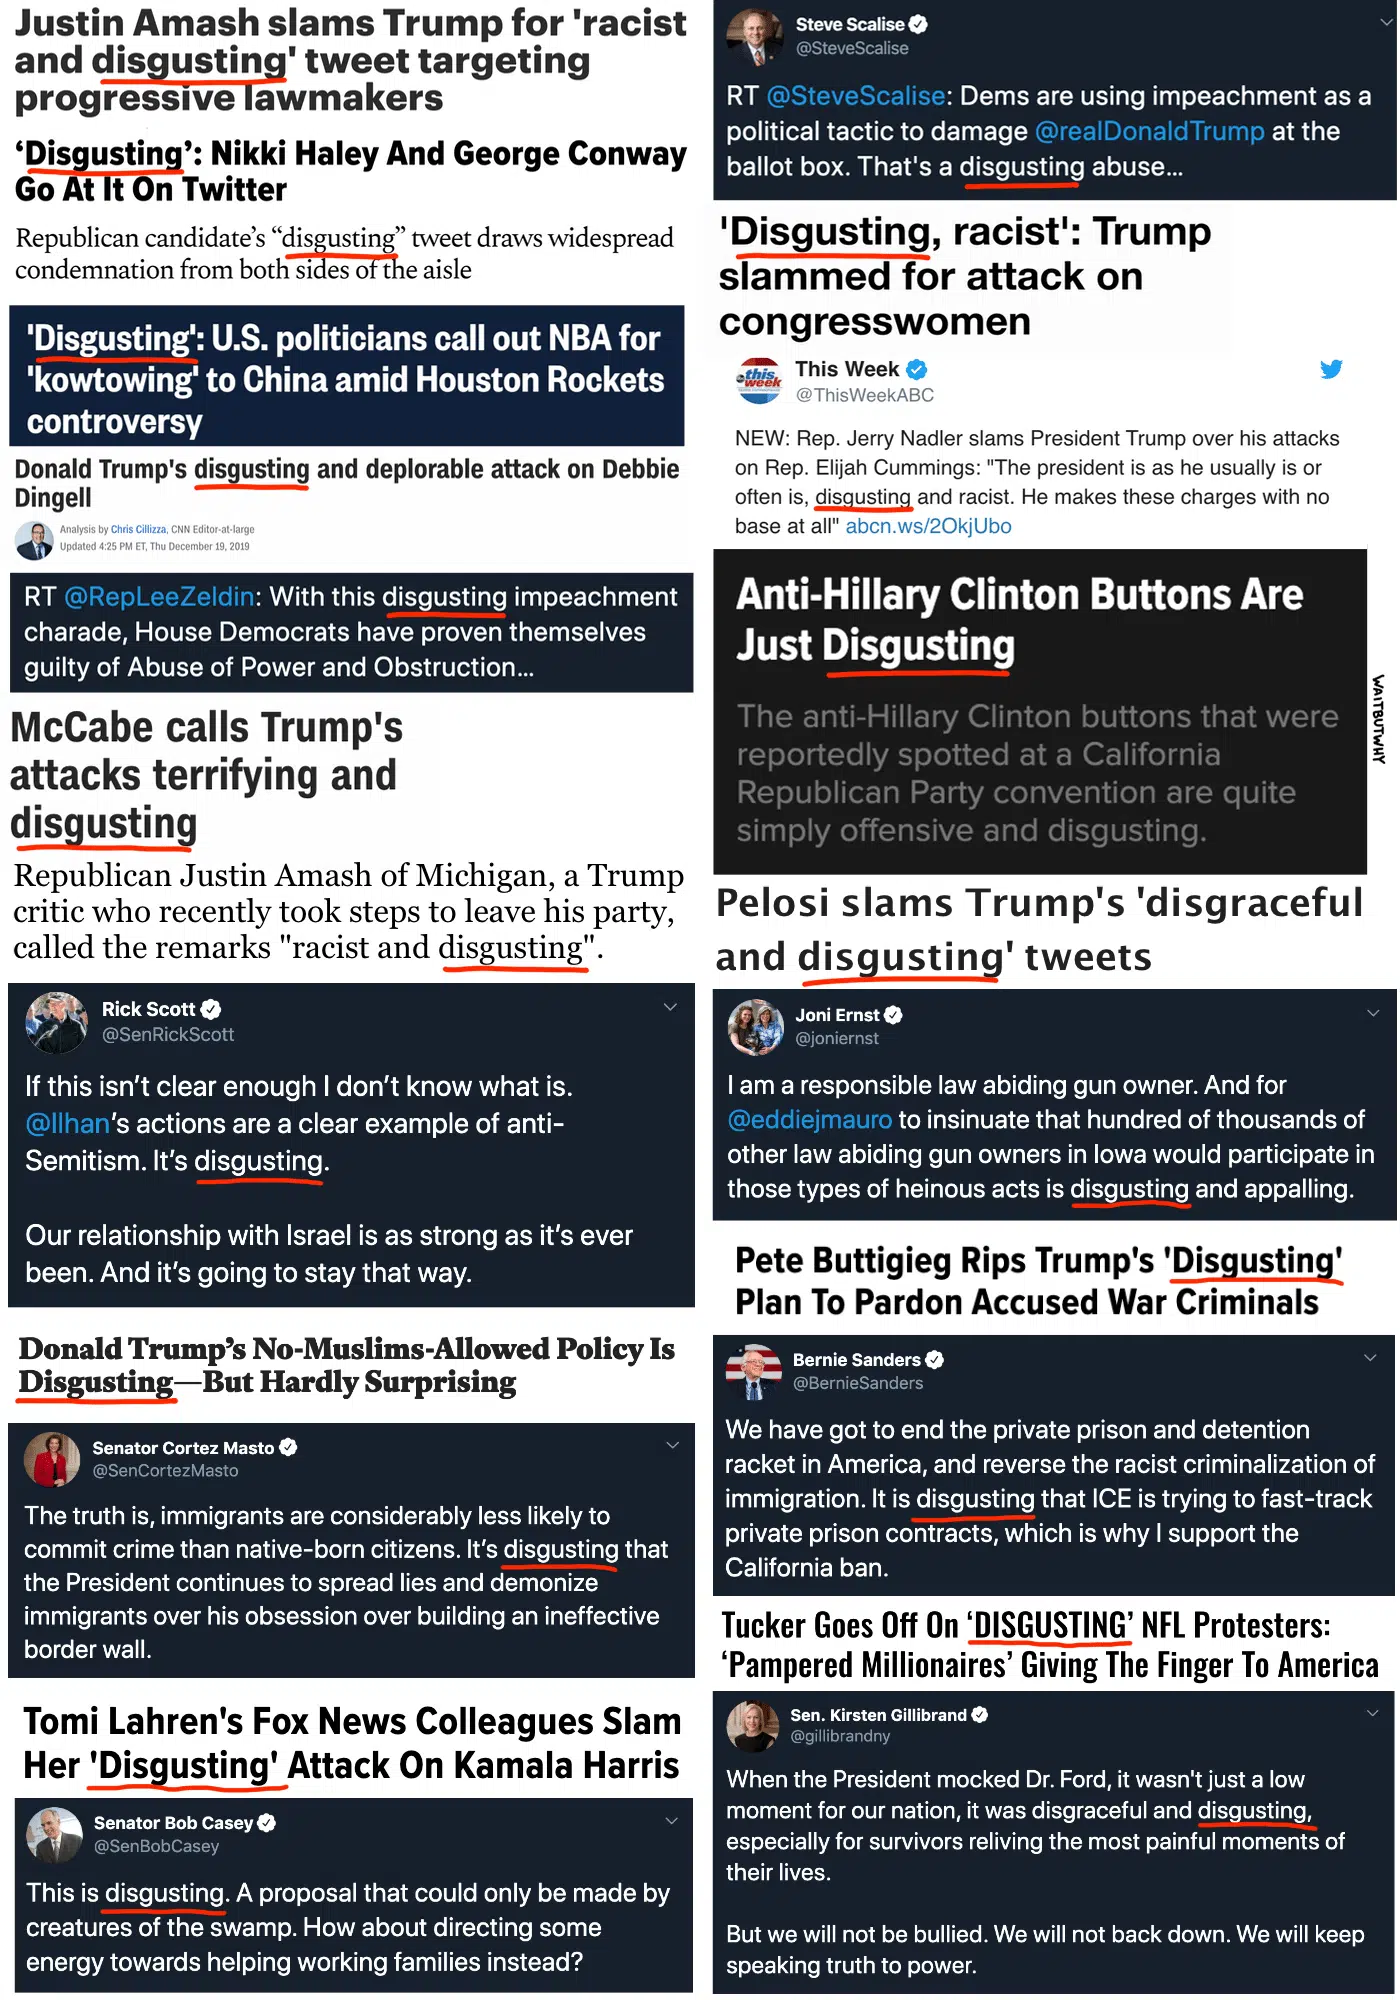 Justin Amash slams Trump for 'racist
and disgusting' tweet targeting
progressive lawmakers
‘Disgusting’: Nikki Haley And George Conway
Go At It On Twitter
Republican candidate’s “disgusting” tweet draws widespread
condemnation from both sides of the aisle
'Disgusting': U.S. politicians call out NBA for
'kowtowing' to China amid Houston Rockets
controversy
Donald Trump's disgusting and deplorable attack on Debbie
Dingell
Analysis by Chris Cillizza, CNN Editor-at-large
Updated 4:25 PM ET, Thu December 19, 2019
RT @RepLeeZeldin: With this disgusting impeachment
charade, House Democrats have proven themselves
guilty of Abuse of Power and Obstruction...
McCabe calls Trump's
attacks terrifying and
disgusting
Republican Justin Amash of Michigan, a Trump
critic who recently took steps to leave his party,
called the remarks "racist and disgusting".
Rick Scott
@SenRickScott
If this isn’t clear enough I don’t know what is.
@Ilhan’s actions are a clear example of anti-
Semitism. It’s disgusting.
Our relationship with Israel is as strong as it’s ever
been. And it’s going to stay that way.
Donald Trump’s No-Muslims-Allowed Policy Is
Disgusting—But Hardly Surprising
Senator Cortez Masto
@SenCortezMasto
The truth is, immigrants are considerably less likely to
commit crime than native-born citizens. It’s disgusting that
the President continues to spread lies and demonize
immigrants over his obsession over building an ineffective
border wall.
Tomi Lahren's Fox News Colleagues Slam
Her 'Disgusting' Attack On Kamala Harris
Senator Bob Casey
@SenBobCasey
This is disgusting. A proposal that could only be made by
creatures of the swamp. How about directing some
energy towards helping working families instead?
Steve Scalise
@SteveScalise
RT @SteveScalise: Dems are using impeachment as a
political tactic to damage @realDonaldTrump at the
ballot box. That's a disgusting abuse...
'Disgusting, racist': Trump
slammed for attack on
congresswomen
this
week
This Week
@ThisWeekABC
NEW: Rep. Jerry Nadler slams President Trump over his attacks
on Rep. Elijah Cummings: "The president is as he usually is or
often is, disgusting and racist. He makes these charges with no
base at all" abcn.ws/2OkjUbo
Anti-Hillary Clinton Buttons Are
Just Disgusting
The anti-Hillary Clinton buttons that were
reportedly spotted at a California
Republican Party convention are quite
simply offensive and disgusting.
WAITBUTWHY
Pelosi slams Trump's 'disgraceful
and disgusting' tweets
Joni Ernst
@joniernst
I am a responsible law abiding gun owner. And for
@eddiejmauro to insinuate that hundred of thousands of
other law abiding gun owners in Iowa would participate in
those types of heinous acts is disgusting and appalling.
Pete Buttigieg Rips Trump's 'Disgusting'
Plan To Pardon Accused War Criminals
Bernie Sanders
@BernieSanders
We have got to end the private prison and detention
racket in America, and reverse the racist criminalization of
immigration. It is disgusting that ICE is trying to fast-track
private prison contracts, which is why I support the
California ban.
Tucker Goes Off On ‘DISGUSTING’ NFL Protesters:
‘Pampered Millionaires’ Giving The Finger To America
Sen. Kirsten Gillibrand
@gillibrandny
When the President mocked Dr. Ford, it wasn't just a low
moment for our nation, it was disgraceful and disgusting,
especially for survivors reliving the most painful moments of
their lives.
But we will not be bullied. We will not back down. We will keep
speaking truth to power.